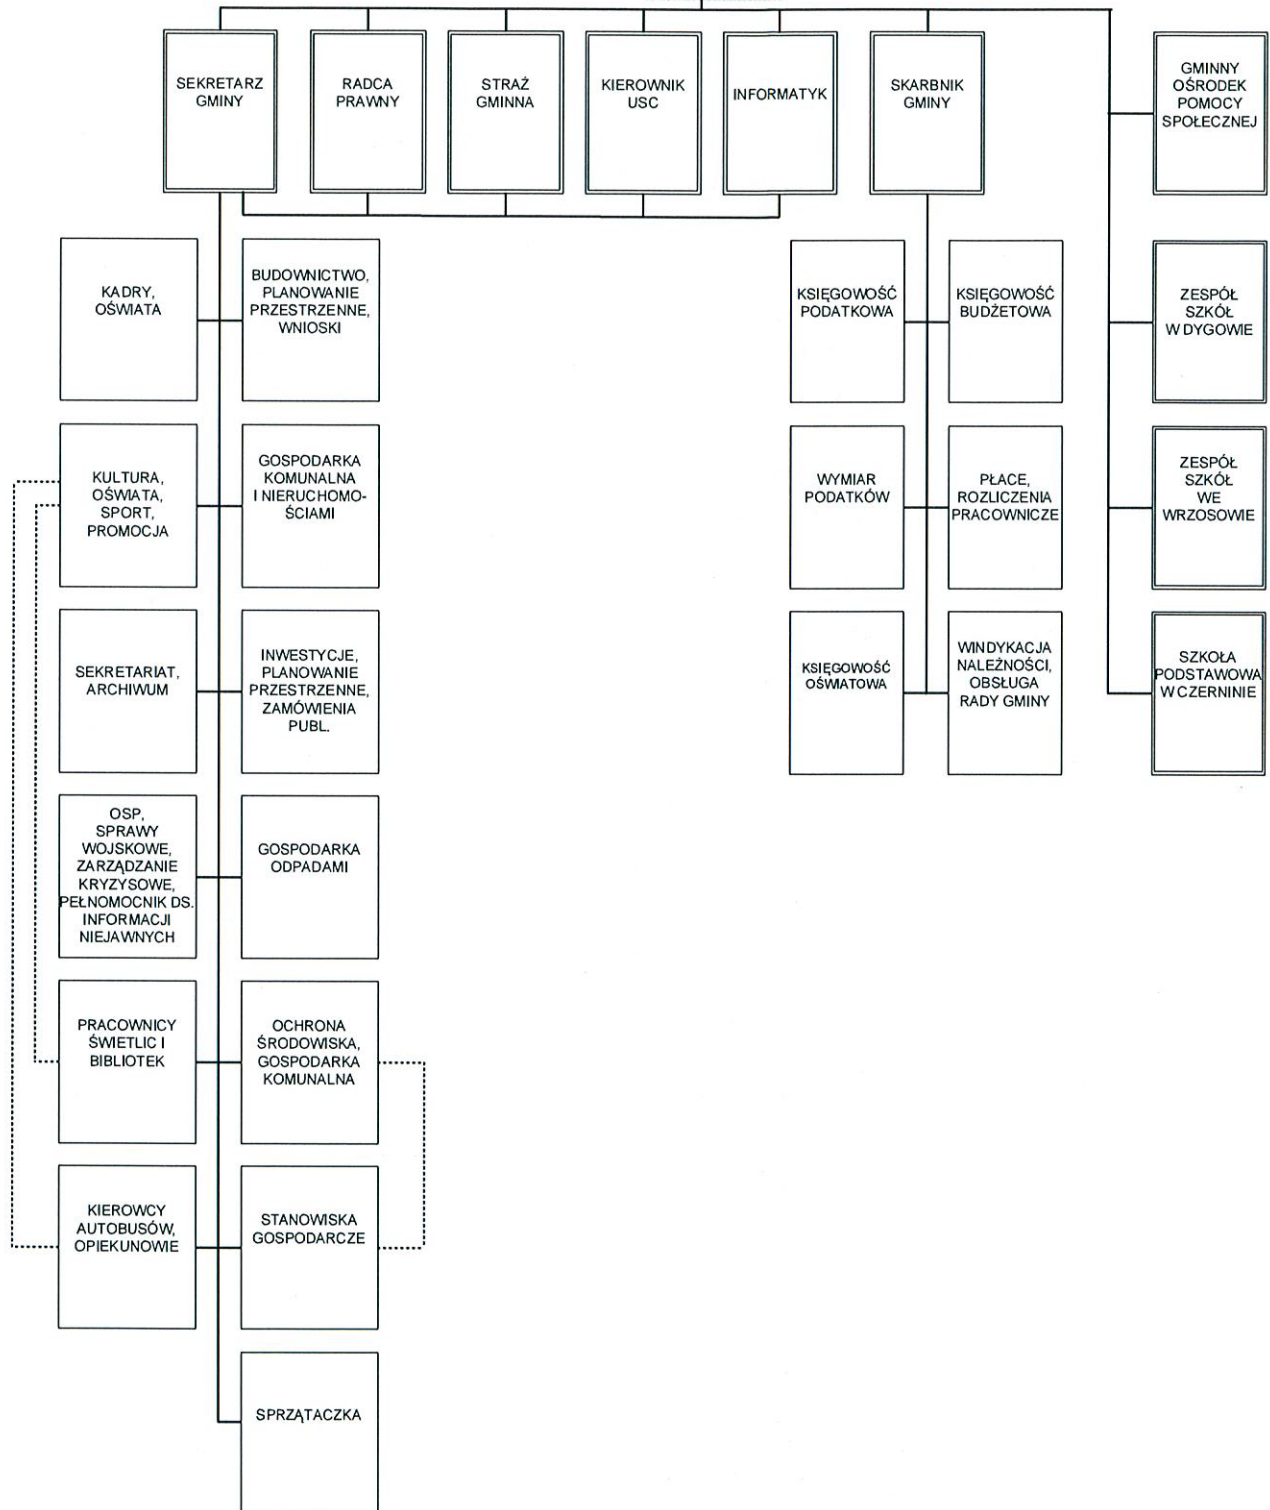 SEKRETARZ
GMINY
RADCA
PRAWNY
STRAŻ
GMINNA
KIEROWNIK
USC
INFORMATYK
SKARBNIK
GMINY
GMINNY
OŚRODEK
POMOCY
SPOŁECZNEJ
KADRY,
OŚWIATA
BUDOWNICTWO,
PLANOWANIE
PRZESTRZENNE,
WNIOSKI
KSIĘGOWOŚĆ
PODATKOWA
KSIĘGOWOŚĆ
BUDŻETOWA
ZESPÓŁ
SZKÓŁ
W DYGOWIE
KULTURA,
OŚWIATA,
SPORT,
PROMOCJA
GOSPODARKA
KOMUNALNA
I NIERUCHOMO-
ŚCIAMI
WYMIAR
PODATKÓW
PŁACE,
ROZLICZENIA
PRACOWNICZE
ZESPÓŁ
SZKÓŁ
WE
WRZOSOWIE
SEKRETARIAT,
ARCHIWUM
INWESTYCJE,
PLANOWANIE
PRZESTRZENNE,
ZAMÓWIENIA
PUBL.
KSIĘGOWOŚĆ
OŚWIATOWA
WINDYKACJA
NALEŻNOŚCI,
OBSŁUGA
RADY GMINY
SZKOŁA
PODSTAWOWA
W CZERNINIE
OSP,
SPRAWY
WOJSKOWE,
ZARZĄDZANIE
KRYZYSOWE,
PEŁNOMOCNIK DS.
INFORMACJI
NIEJAWNYCH
GOSPODARKA
ODPADAMI
PRACOWNICY
ŚWIETLIC I
BIBLIOTEK
OCHRONA
ŚRODOWISKA,
GOSPODARKA
KOMUNALNA
KIEROWCY
AUTOBUSÓW,
OPIEKUNOWIE
STANOWISKA
GOSPODARCZE
SPRZĄTACZKA